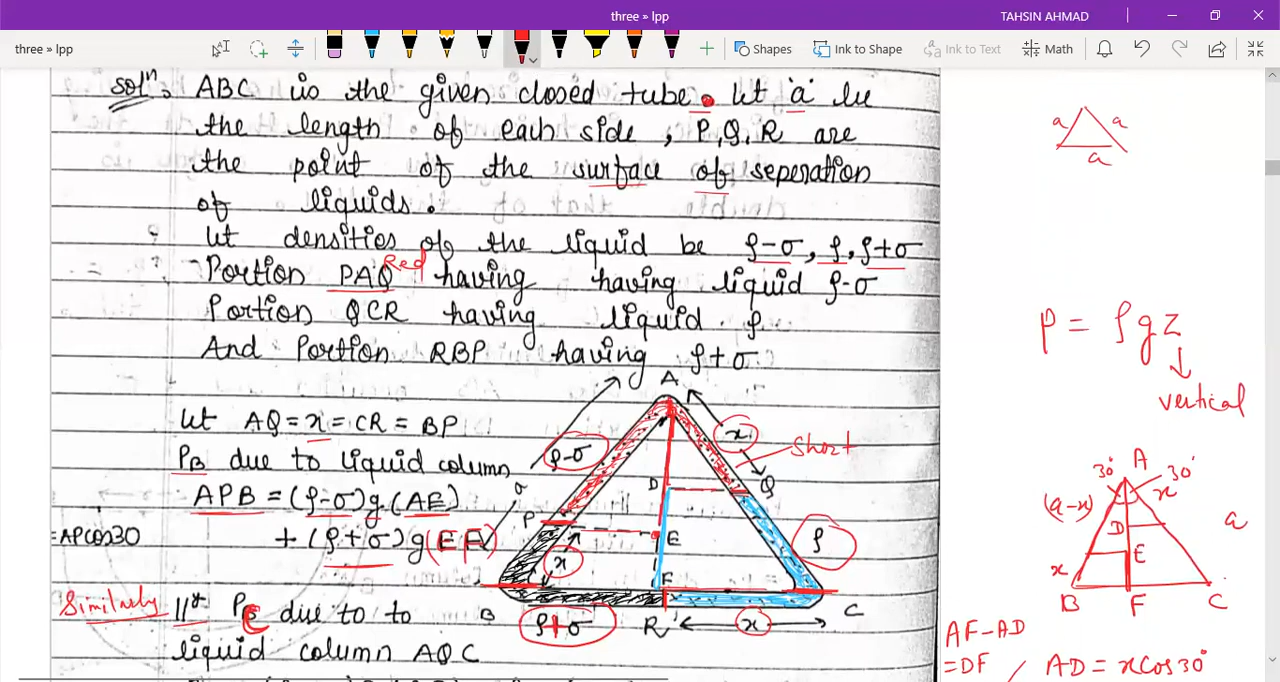 three » lpp
TAHSIN AHMAD
three » lpp
Shapes
Ink to Shape
Ink to Text
Math
Solⁿ. ABC is the given closed tube. Let 'a' be
the length of each side, P, Q, R are
the point of the surface of seperation
of liquids.
Let densities of the liquid be ρ-σ, ρ, ρ+σ
Portion PAQ Red having having liquid ρ-σ
Portion QCR having liquid ρ
And Portion RBP having ρ+σ
Let AQ = x = CR = BP
P_B due to liquid column
APB = (ρ-σ)g(AE)
=APcos30 + (ρ+σ)g(EF)
Similarly ||ly P_C due to to
liquid column AQC
A
ρ-σ
x
Short
a
D
Q
P
E
ρ
x
F
B
ρ+σ
R
x
C
a
a
a
P = ρgz
vertical
A
30°
30°
(a-x)
x
D
a
E
x
B
F
C
AF-AD
=DF
AD = xcos30°